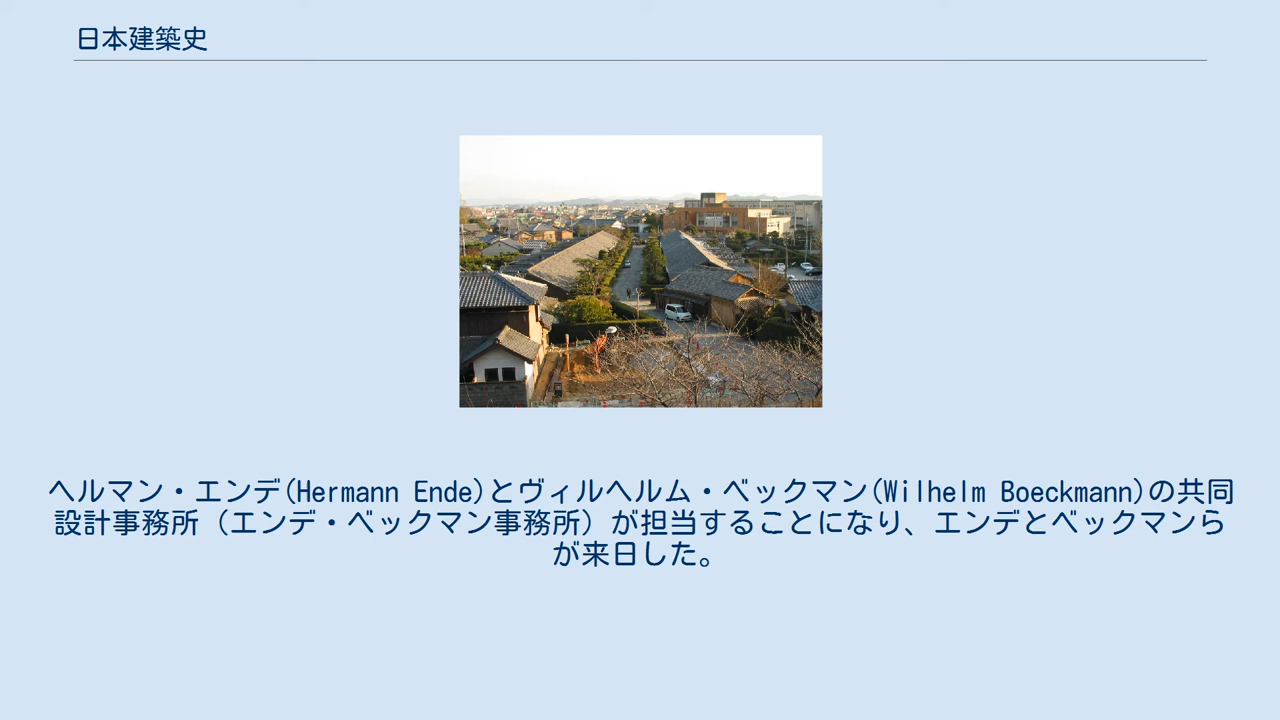 日本建築史
ヘルマン・エンデ(Hermann Ende)とヴィルヘルム・ベックマン(Wilhelm Boeckmann)の共同
設計事務所（エンデ・ベックマン事務所）が担当することになり、エンデとベックマンら
が来日した。